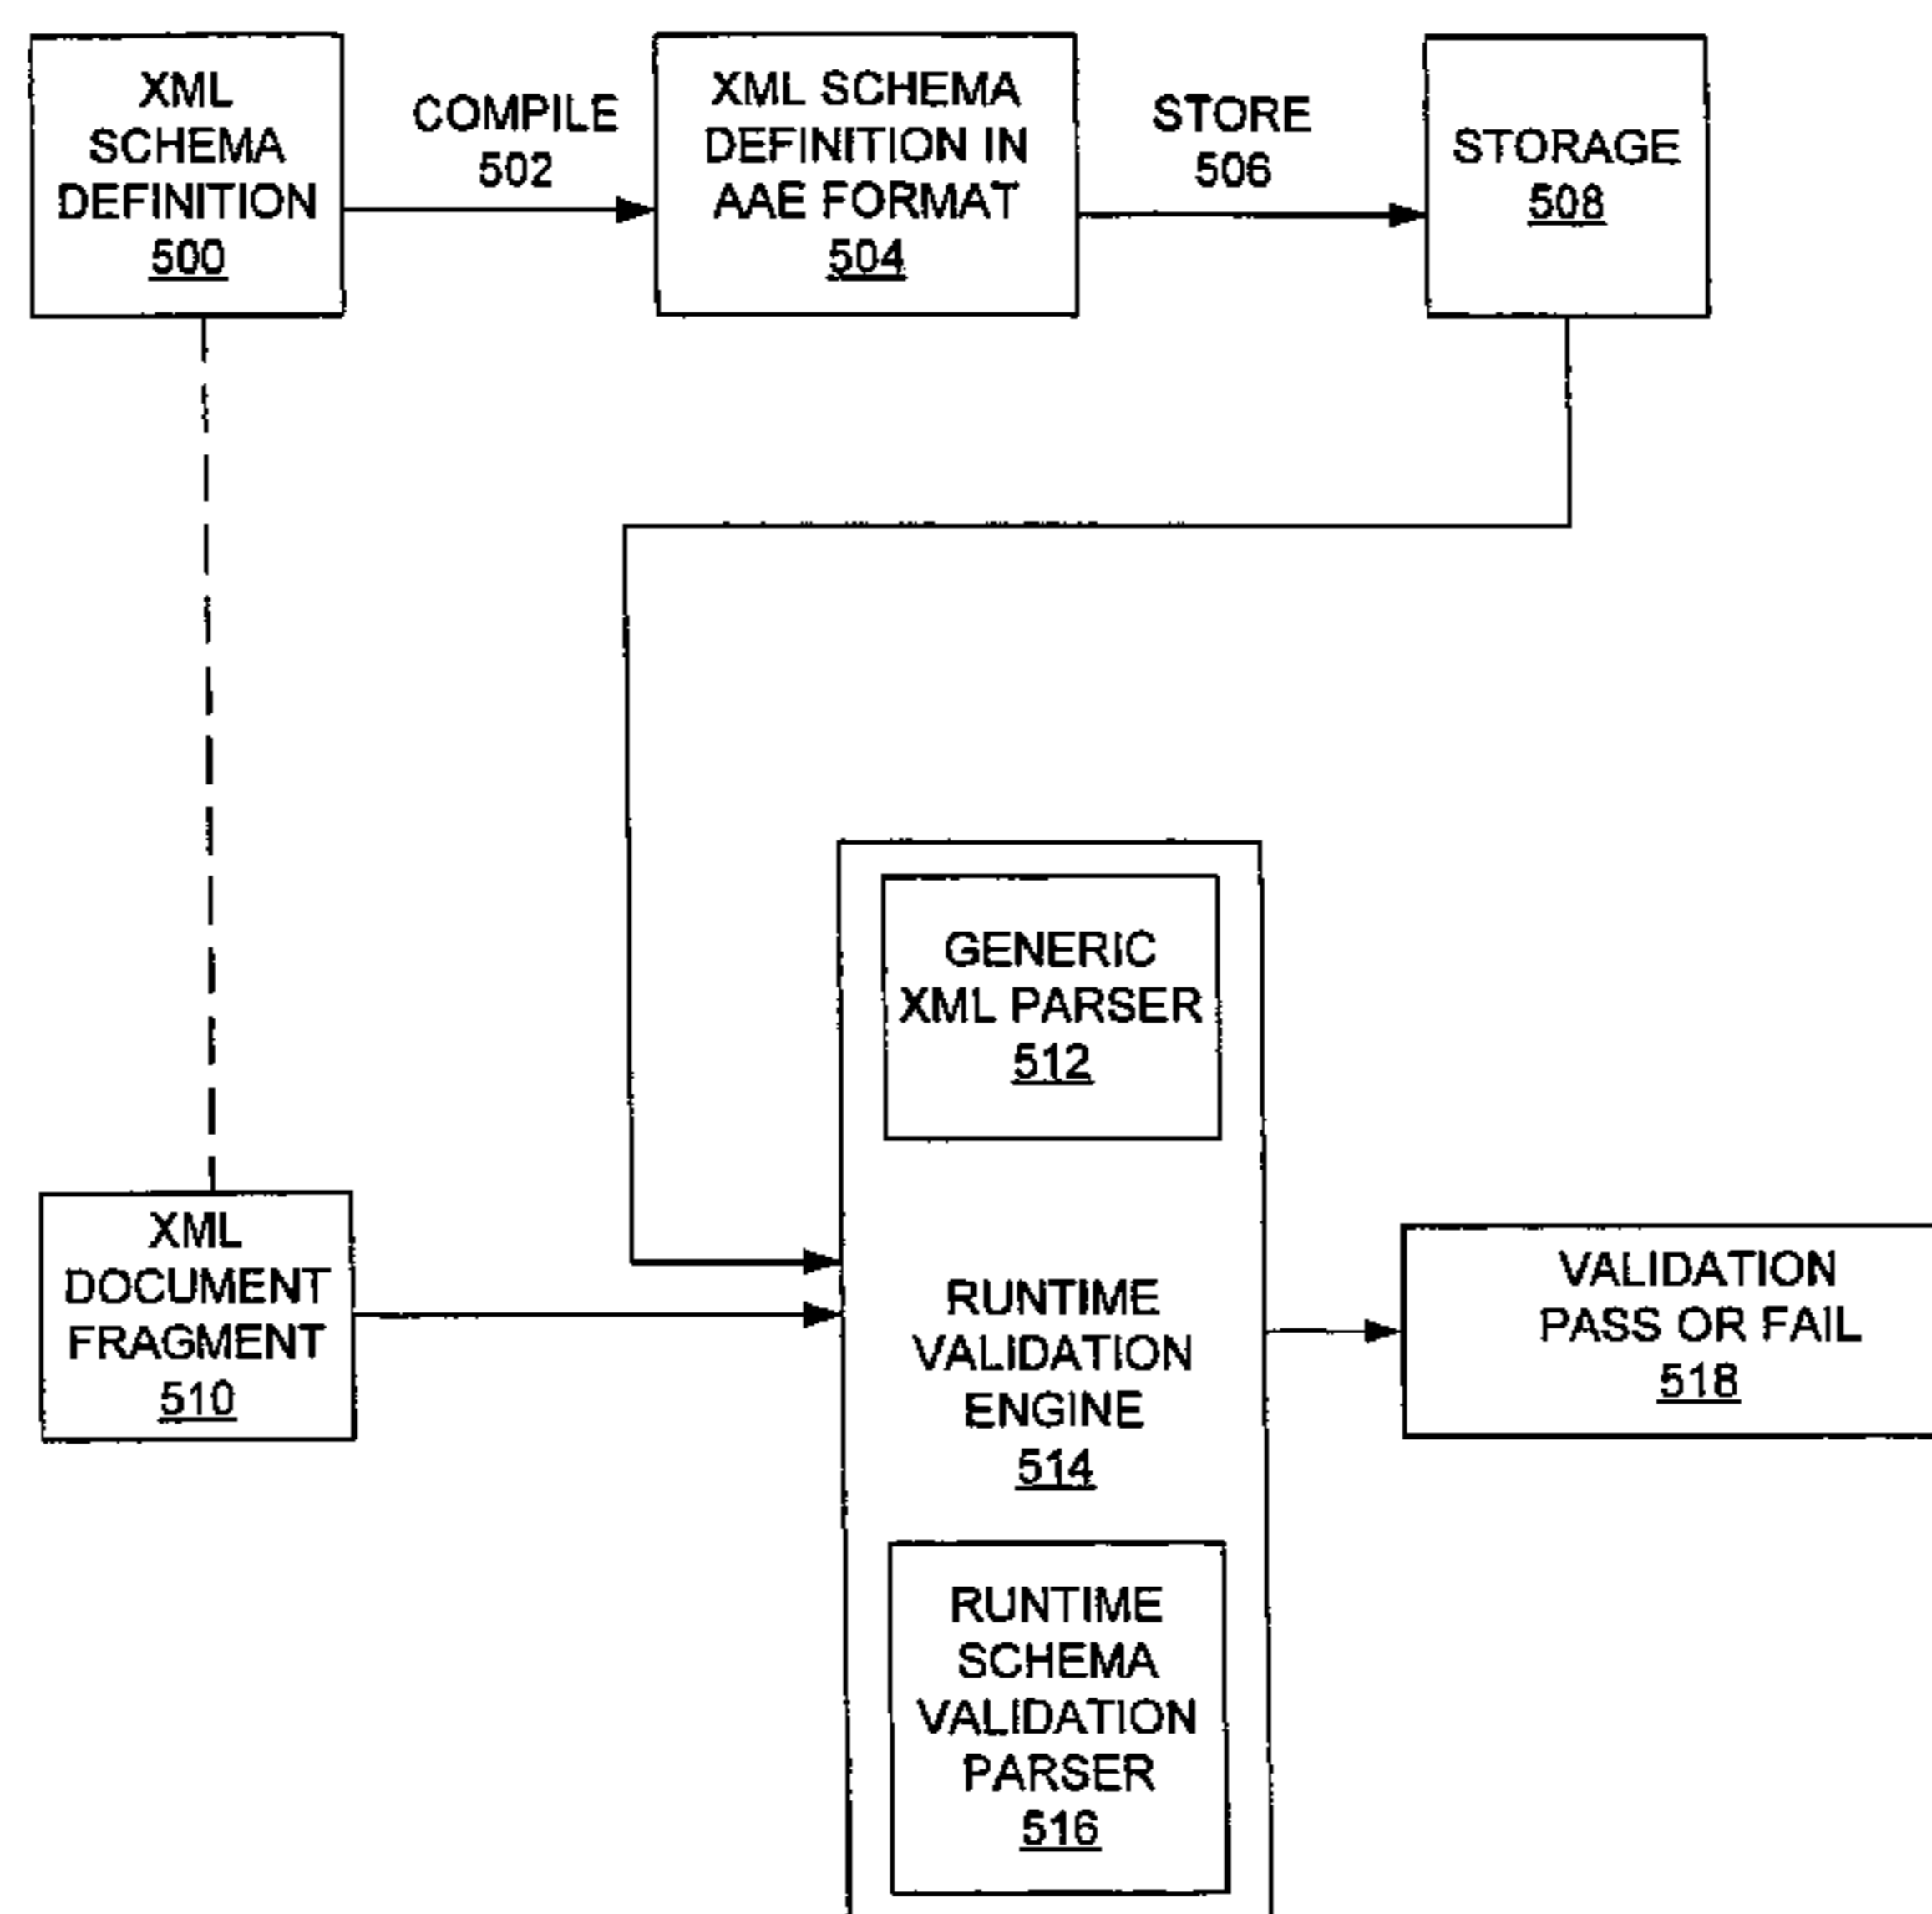 XML
SCHEMA
DEFINITION
500
COMPILE
502
XML SCHEMA
DEFINITION IN
AAE FORMAT
504
STORE
506
STORAGE
508
GENERIC
XML PARSER
512
XML
DOCUMENT
FRAGMENT
510
RUNTIME
VALIDATION
ENGINE
514
VALIDATION
PASS OR FAIL
518
RUNTIME
SCHEMA
VALIDATION
PARSER
516